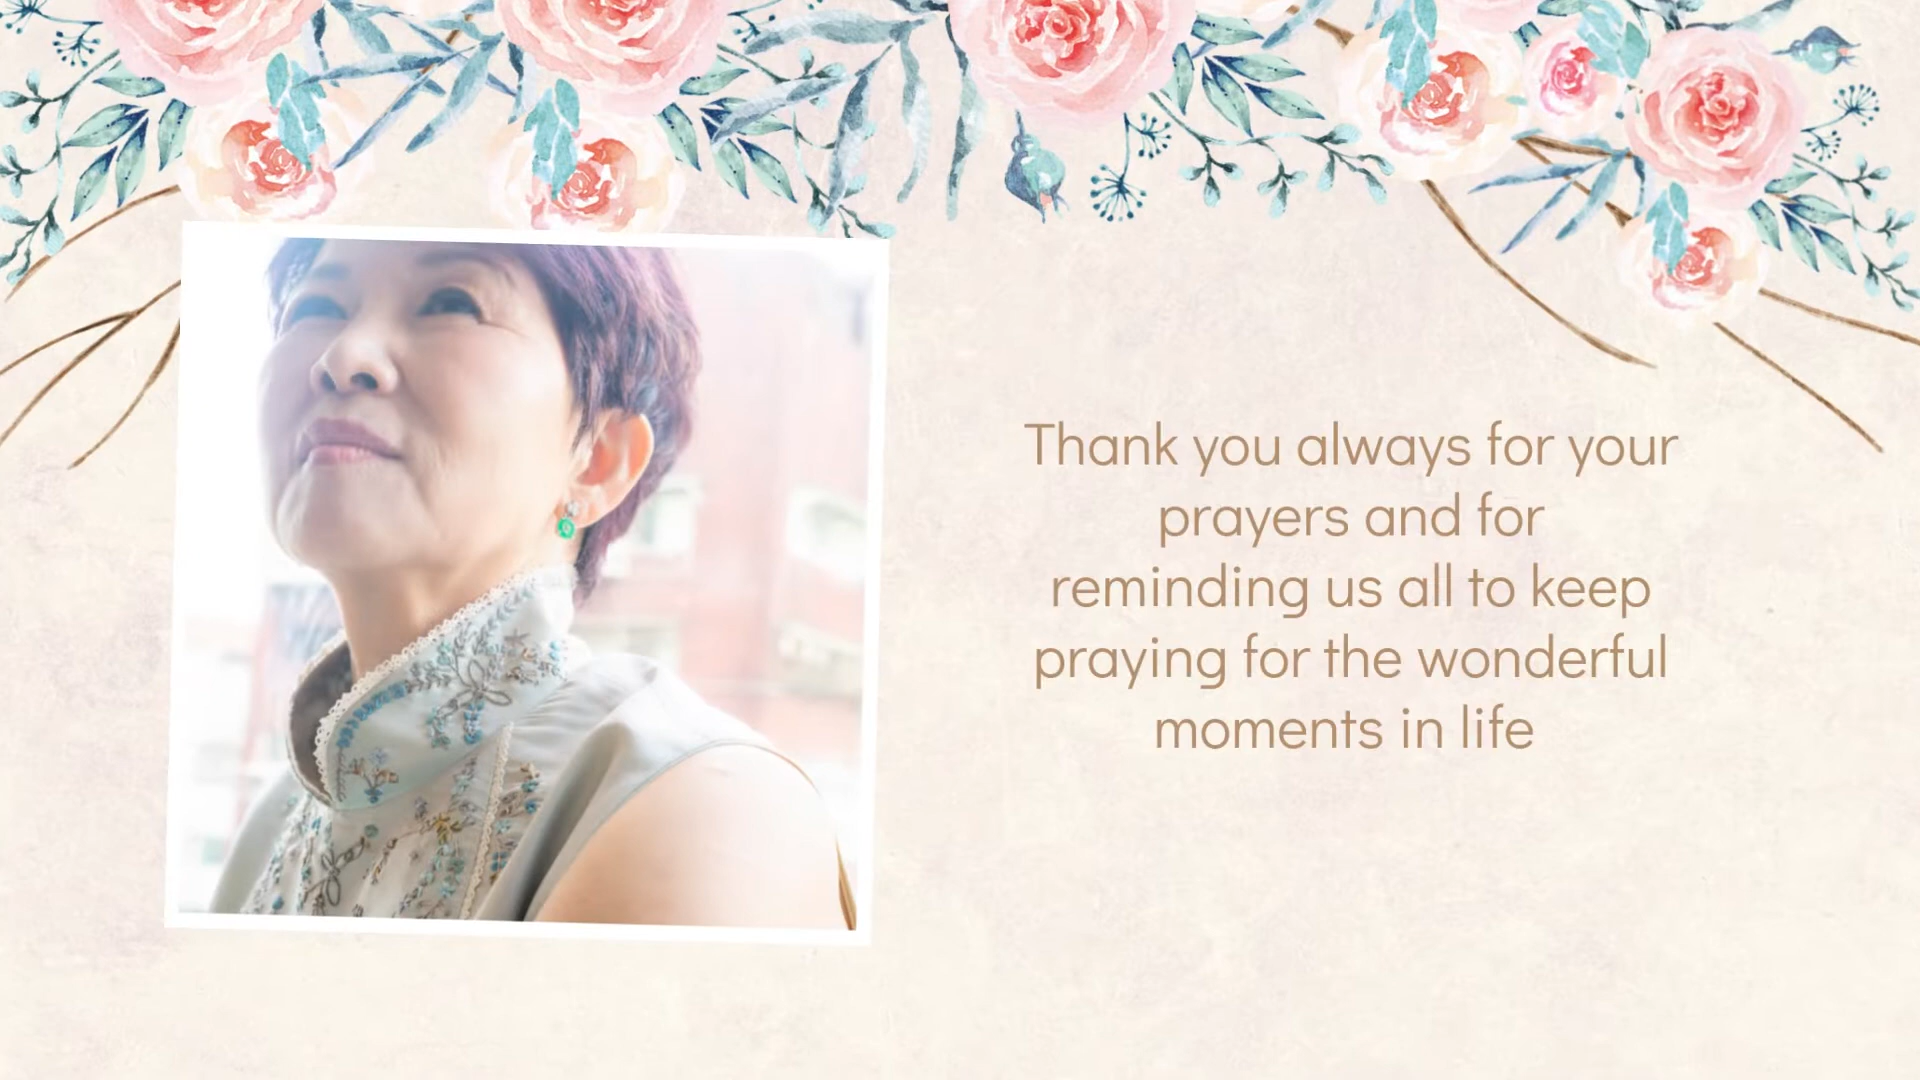 Thank you always for your
prayers and for
reminding us all to keep
praying for the wonderful
moments in life